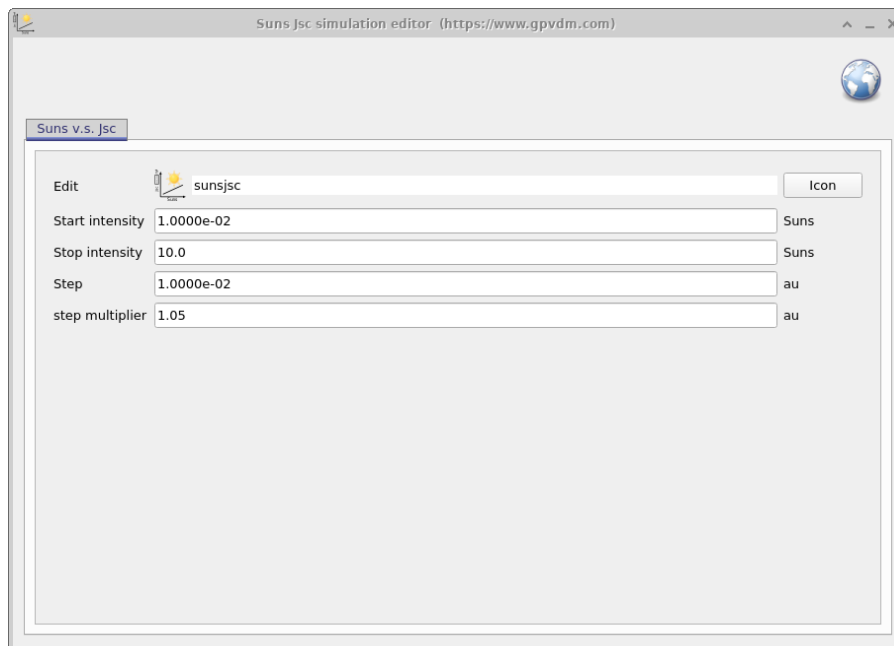 Suns Jsc simulation editor (https://www.gpvdm.com)
Suns v.s. Jsc
Edit sunsjsc Icon
Start intensity 1.0000e-02 Suns
Stop intensity 10.0 Suns
Step 1.0000e-02 au
step multiplier 1.05 au